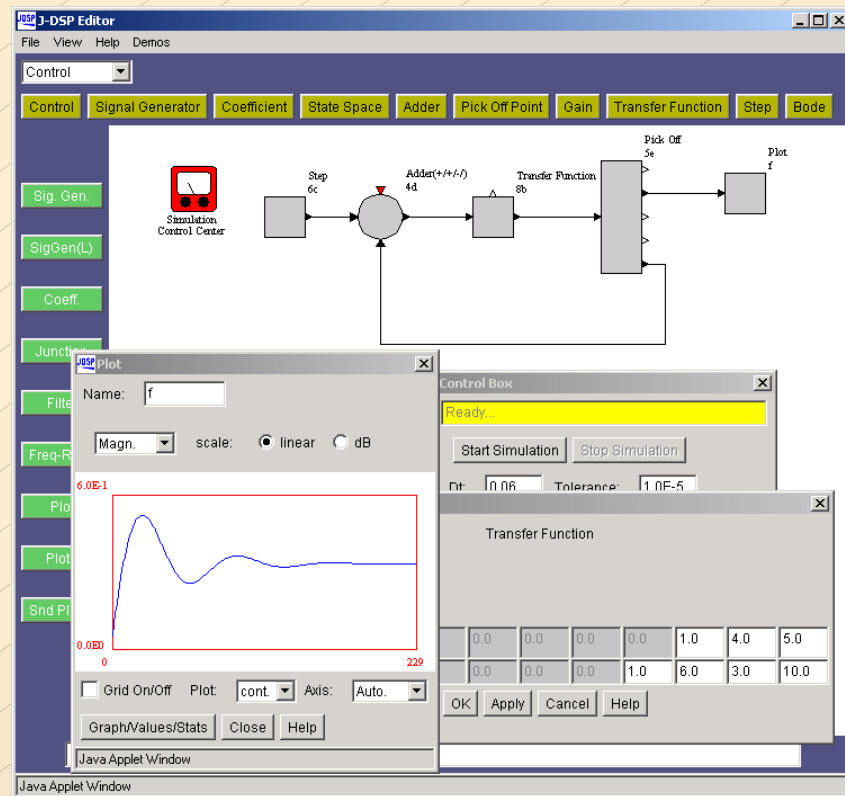 JDSP J-DSP Editor
File View Help Demos
Control
Control Signal Generator Coefficient State Space Adder Pick Off Point Gain Transfer Function Step Bode
Sig. Gen.
SigGen(L)
Coeff.
Simulation
Control Center
Step
6c
Adder(+/+/-/)
4d
Transfer Function
8b
Pick Off
5e
Plot
f
JDSP Plot
Name: f
Magn. scale: linear dB
6.0E-1
0.0E0
0 229
Grid On/Off Plot: cont. Axis: Auto.
Graph/Values/Stats Close Help
Java Applet Window
Control Box
Ready...
Start Simulation Stop Simulation
Dt: 0.06 Tolerance: 1.0E-5
Transfer Function
0.0 0.0 0.0 0.0 1.0 4.0 5.0
0.0 0.0 0.0 1.0 6.0 3.0 10.0
OK Apply Cancel Help
Java Applet Window